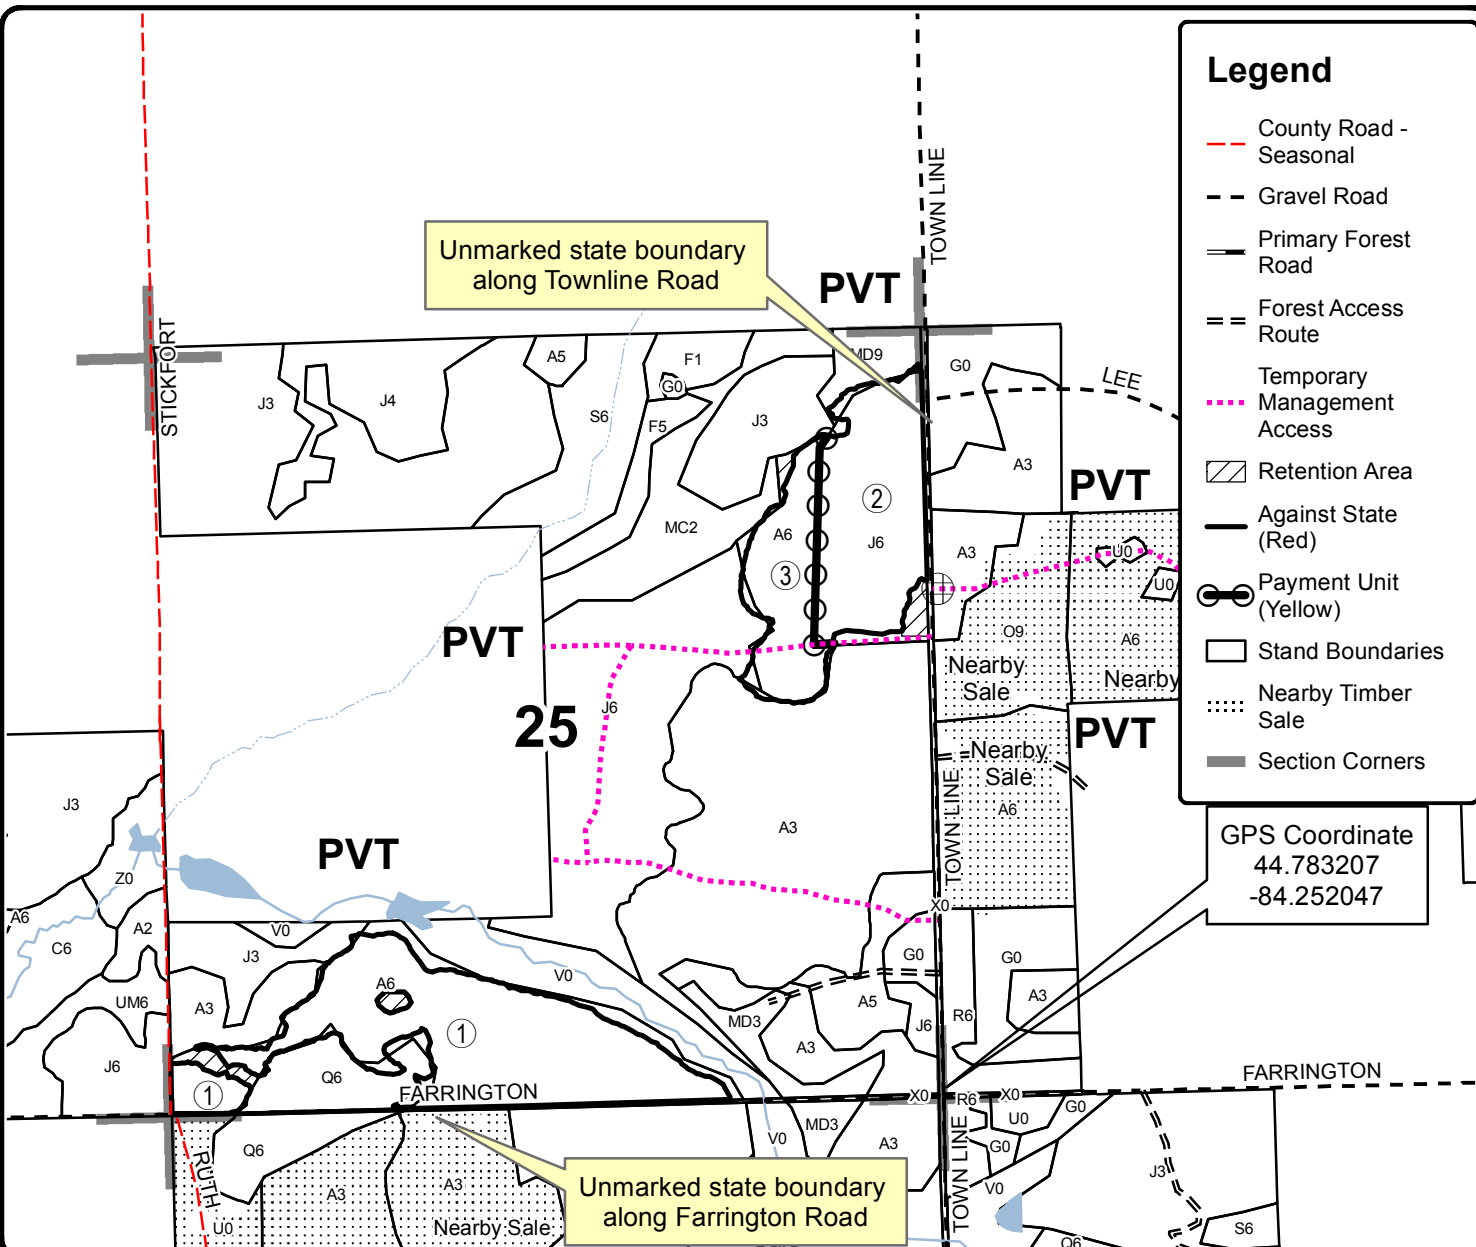 Legend
County Road -
Seasonal
Gravel Road
Primary Forest
Road
Forest Access
Route
Temporary
Management
Access
Retention Area
Against State
(Red)
Payment Unit
(Yellow)
Stand Boundaries
Nearby Timber
Sale
Section Corners
GPS Coordinate
44.783207
-84.252047
Unmarked state boundary
along Townline Road
PVT
TOWN LINE
STICKFORT
LEE
J3
J4
A5
F1
G0
S6
F5
J3
MD9
G0
A3
PVT
MC2
A6
2
J6
3
A3
U0
U0
O9
A6
Nearby
Sale
Nearby
PVT
25
J6
PVT
Nearby
Sale
A6
TOWN LINE
A3
J3
Z0
PVT
X0
A6
C6
A2
V0
J3
V0
G0
G0
A6
A5
A3
UM6
A3
1
MD3
J6
R6
A3
J6
1
Q6
FARRINGTON
X0
R6
X0
FARRINGTON
U0
G0
G0
MD3
V0
A3
Q6
RUTH
A3
A3
U0
Nearby Sale
Unmarked state boundary
along Farrington Road
TOWN LINE
V0
J3
S6
Q6